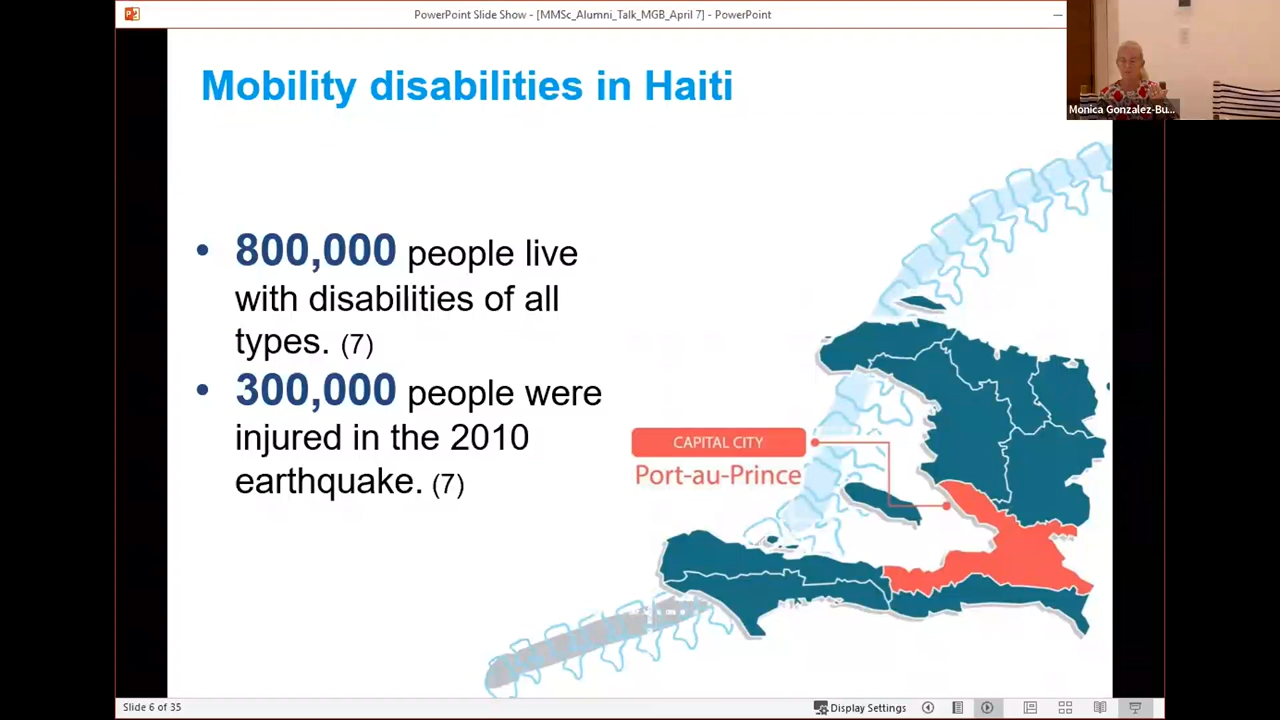 PowerPoint Slide Show - [MMSc_Alumni_Talk_MGB_April 7] - PowerPoint
Monica Gonzalez-Bu...
Mobility disabilities in Haiti
• 800,000 people live
with disabilities of all
types. (7)
• 300,000 people were
injured in the 2010
earthquake. (7)
CAPITAL CITY
Port-au-Prince
Slide 6 of 35
Display Settings